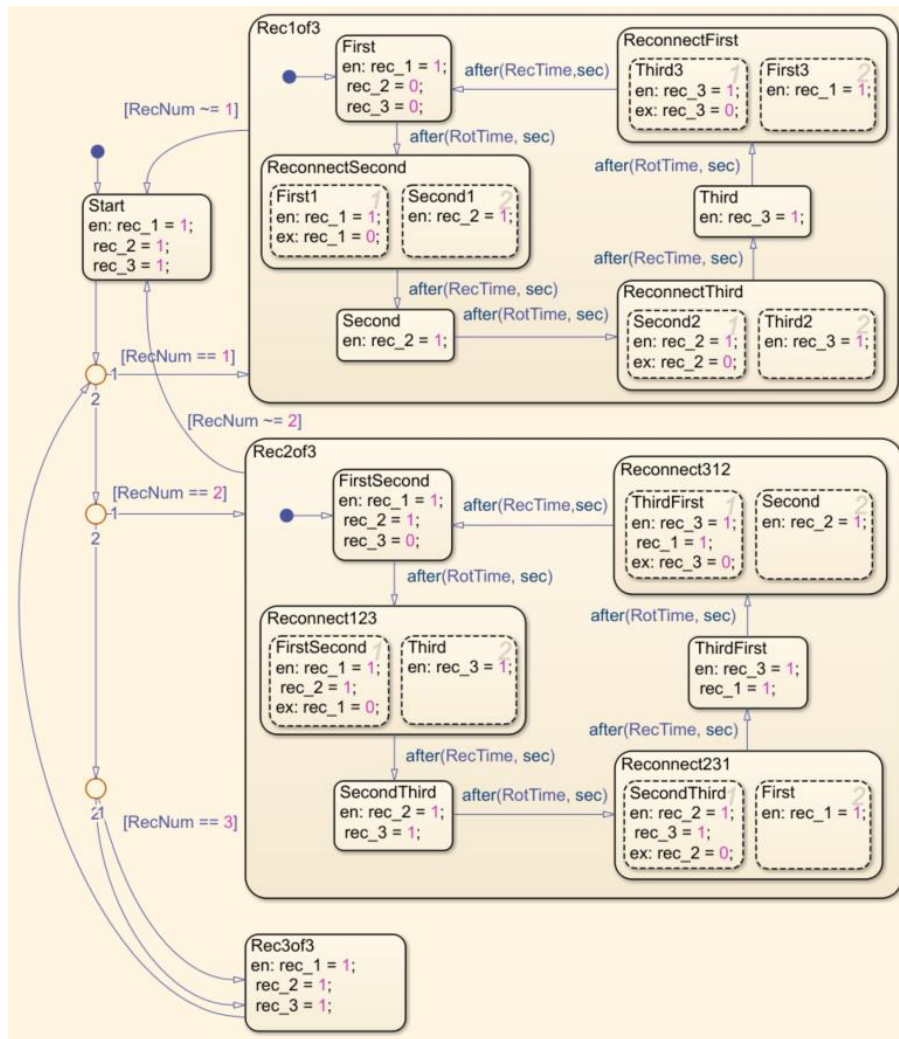 Rec1of3
First
en: rec_1 = 1;
rec_2 = 0;
rec_3 = 0;
after(RecTime,sec)
ReconnectFirst
Third3
1
en: rec_3 = 1;
ex: rec_3 = 0;
First3
2
en: rec_1 = 1;
[RecNum ~= 1]
after(RotTime, sec)
after(RotTime, sec)
ReconnectSecond
First1
1
en: rec_1 = 1;
ex: rec_1 = 0;
Second1
2
en: rec_2 = 1;
Third
en: rec_3 = 1;
Start
en: rec_1 = 1;
rec_2 = 1;
rec_3 = 1;
after(RecTime, sec)
after(RecTime, sec)
Second
en: rec_2 = 1;
after(RotTime, sec)
ReconnectThird
Second2
1
en: rec_2 = 1;
ex: rec_2 = 0;
Third2
2
en: rec_3 = 1;
[RecNum == 1]
1
2
[RecNum ~= 2]
Rec2of3
FirstSecond
en: rec_1 = 1;
rec_2 = 1;
rec_3 = 0;
after(RecTime,sec)
Reconnect312
ThirdFirst
1
en: rec_3 = 1;
rec_1 = 1;
ex: rec_3 = 0;
Second
2
en: rec_2 = 1;
[RecNum == 2]
1
2
after(RotTime, sec)
after(RotTime, sec)
Reconnect123
FirstSecond
1
en: rec_1 = 1;
rec_2 = 1;
ex: rec_1 = 0;
Third
2
en: rec_3 = 1;
ThirdFirst
en: rec_3 = 1;
rec_1 = 1;
after(RecTime, sec)
after(RecTime, sec)
SecondThird
en: rec_2 = 1;
rec_3 = 1;
after(RotTime, sec)
Reconnect231
SecondThird
1
en: rec_2 = 1;
rec_3 = 1;
ex: rec_2 = 0;
First
2
en: rec_1 = 1;
2
1
[RecNum == 3]
Rec3of3
en: rec_1 = 1;
rec_2 = 1;
rec_3 = 1;